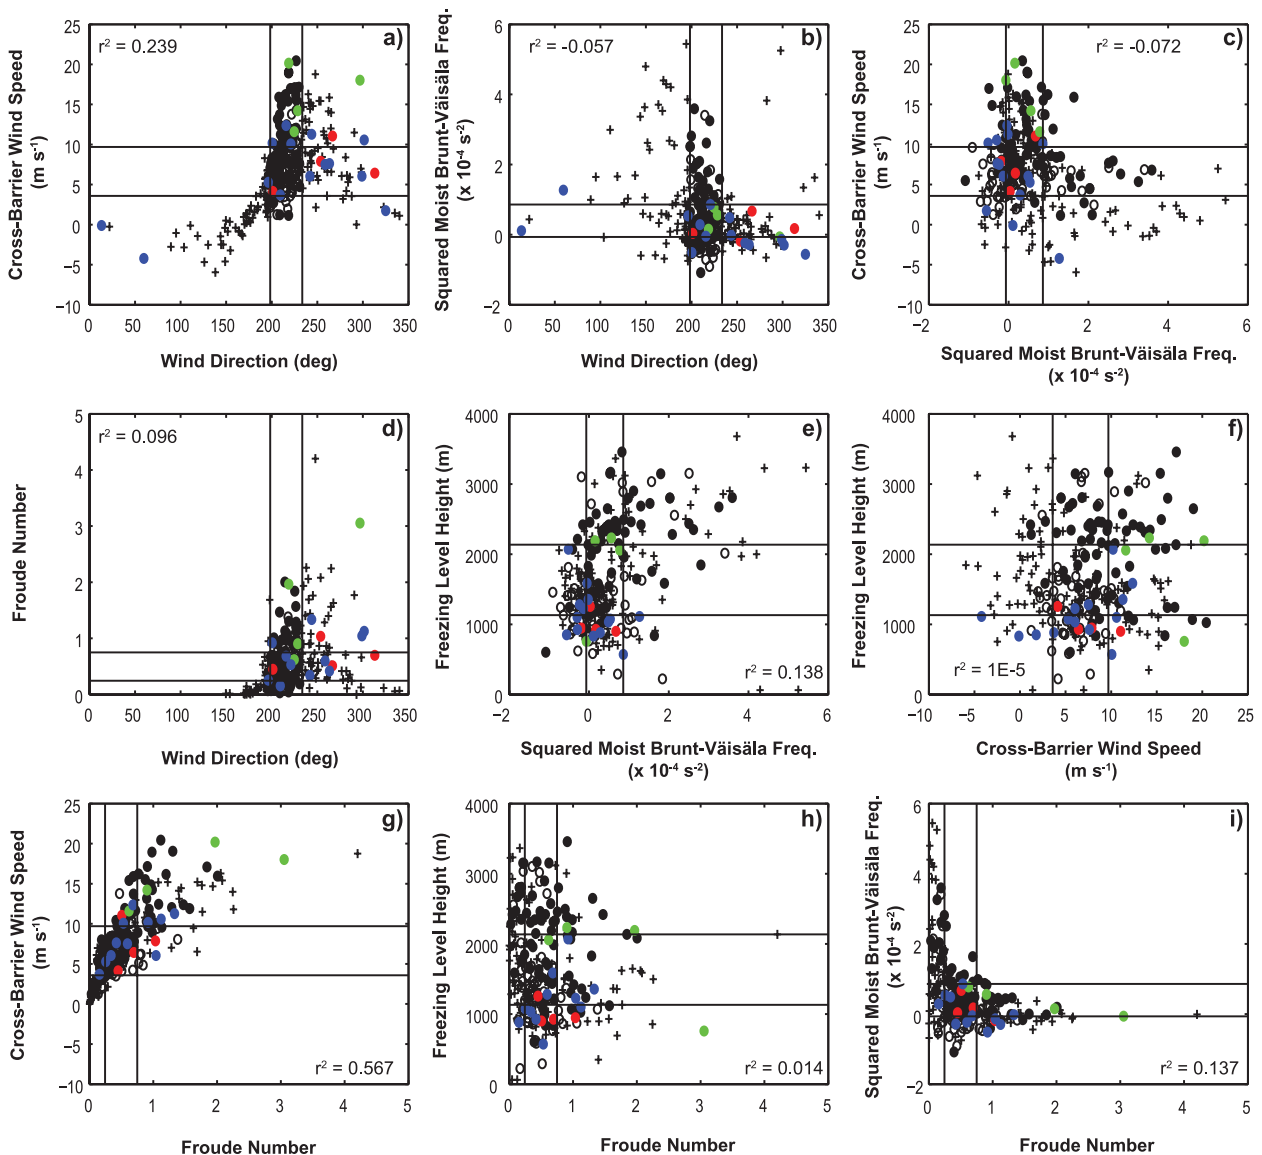 a)
r² = 0.239
Cross-Barrier Wind Speed
(m s⁻¹)
25
20
15
10
5
0
−5
−10
0 50 100 150 200 250 300 350
Wind Direction (deg)
b)
r² = -0.057
Squared Moist Brunt-Väisäla Freq.
(x 10⁻⁴ s⁻²)
6
4
2
0
−2
0 50 100 150 200 250 300 350
Wind Direction (deg)
c)
r² = -0.072
Cross-Barrier Wind Speed
(m s⁻¹)
25
20
15
10
5
0
−5
−10
−2 0 2 4 6
Squared Moist Brunt-Väisäla Freq.
(x 10⁻⁴ s⁻²)
d)
r² = 0.096
Froude Number
5
4
3
2
1
0
0 50 100 150 200 250 300 350
Wind Direction (deg)
e)
r² = 0.138
Freezing Level Height (m)
4000
3000
2000
1000
0
−2 0 2 4 6
Squared Moist Brunt-Väisäla Freq.
(x 10⁻⁴ s⁻²)
f)
r² = 1E-5
Freezing Level Height (m)
4000
3000
2000
1000
0
−10 −5 0 5 10 15 20 25
Cross-Barrier Wind Speed
(m s⁻¹)
g)
r² = 0.567
Cross-Barrier Wind Speed
(m s⁻¹)
25
20
15
10
5
0
−5
−10
0 1 2 3 4 5
Froude Number
h)
r² = 0.014
Freezing Level Height (m)
4000
3000
2000
1000
0
0 1 2 3 4 5
Froude Number
i)
r² = 0.137
Squared Moist Brunt-Väisäla Freq.
(x 10⁻⁴ s⁻²)
6
4
2
0
−2
0 1 2 3 4 5
Froude Number